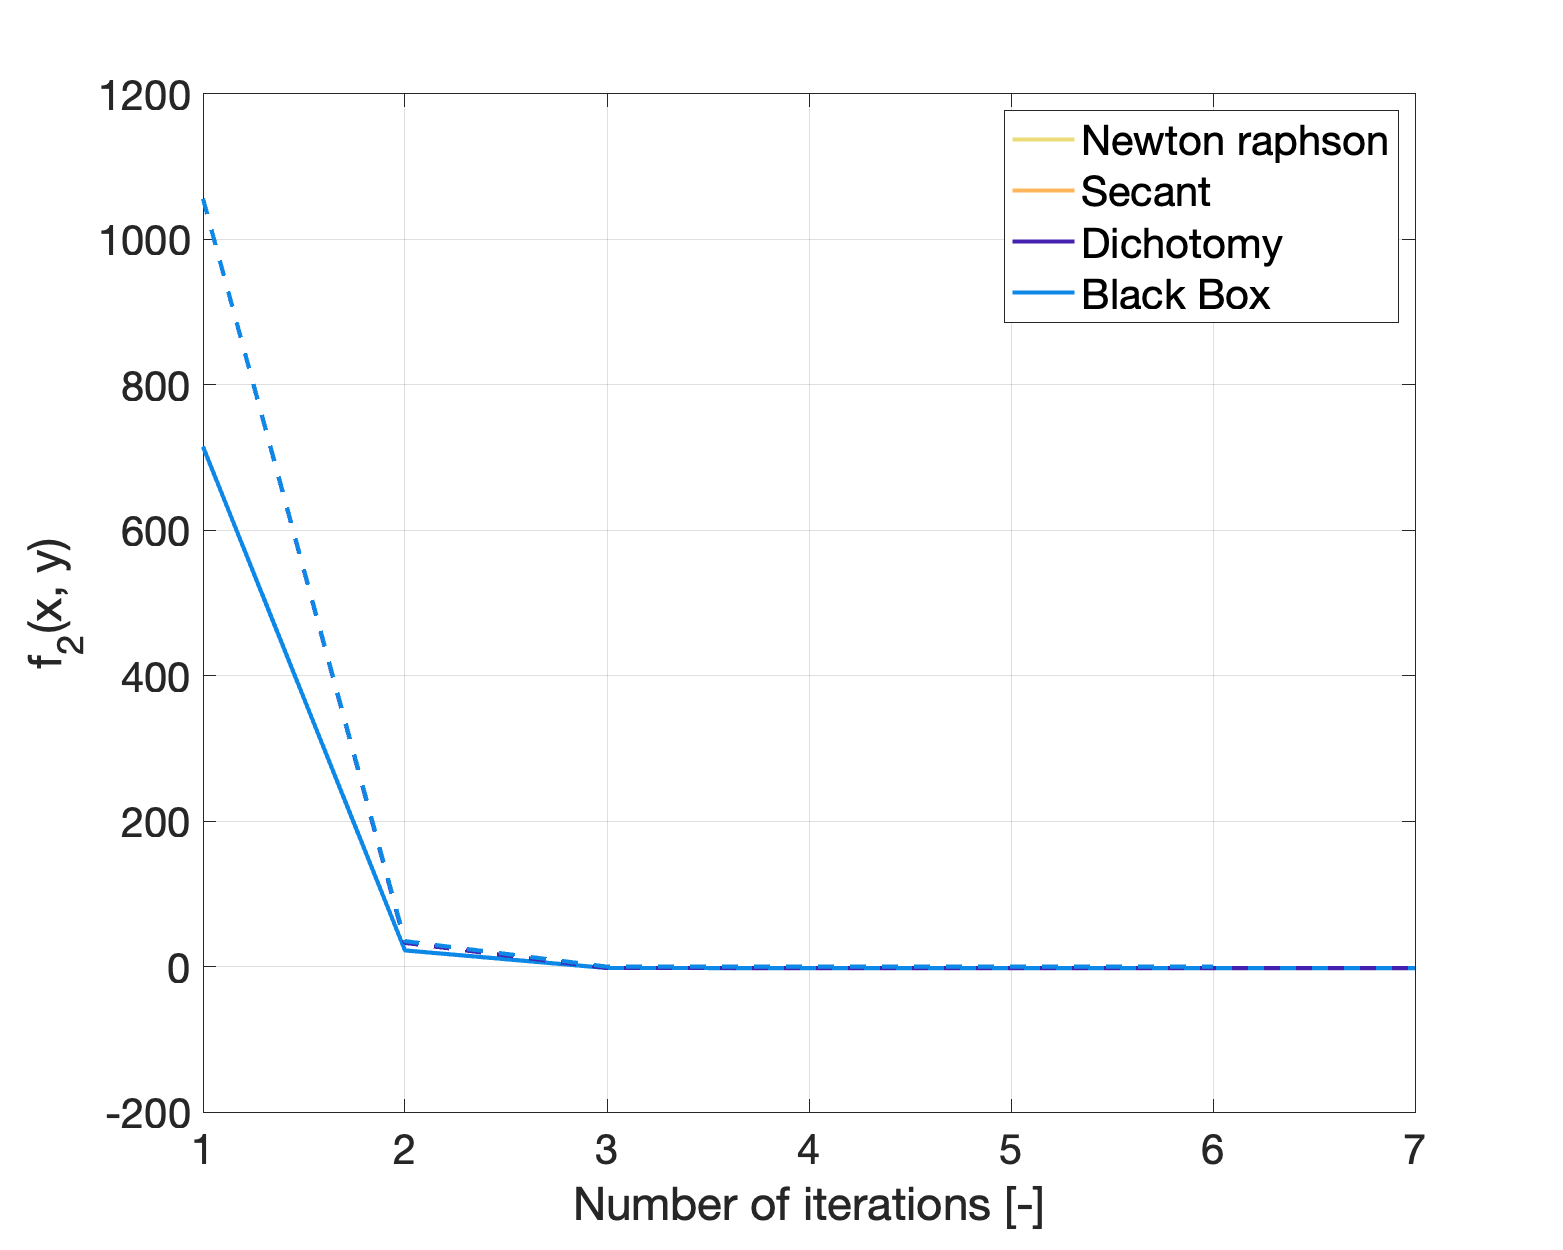 1200
1000
800
600
400
200
0
-200
1 2 3 4 5 6 7
f2(x, y)
Number of iterations [-]
Newton raphson
Secant
Dichotomy
Black Box